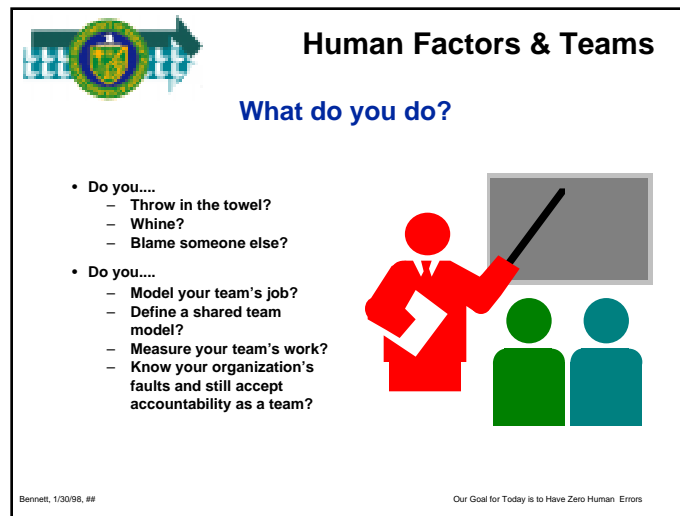 Human Factors & Teams
What do you do?
• Do you....
– Throw in the towel?
– Whine?
– Blame someone else?
• Do you....
– Model your team's job?
– Define a shared team
model?
– Measure your team's work?
– Know your organization's
faults and still accept
accountability as a team?
Bennett, 1/30/98, ##
Our Goal for Today is to Have Zero Human Errors